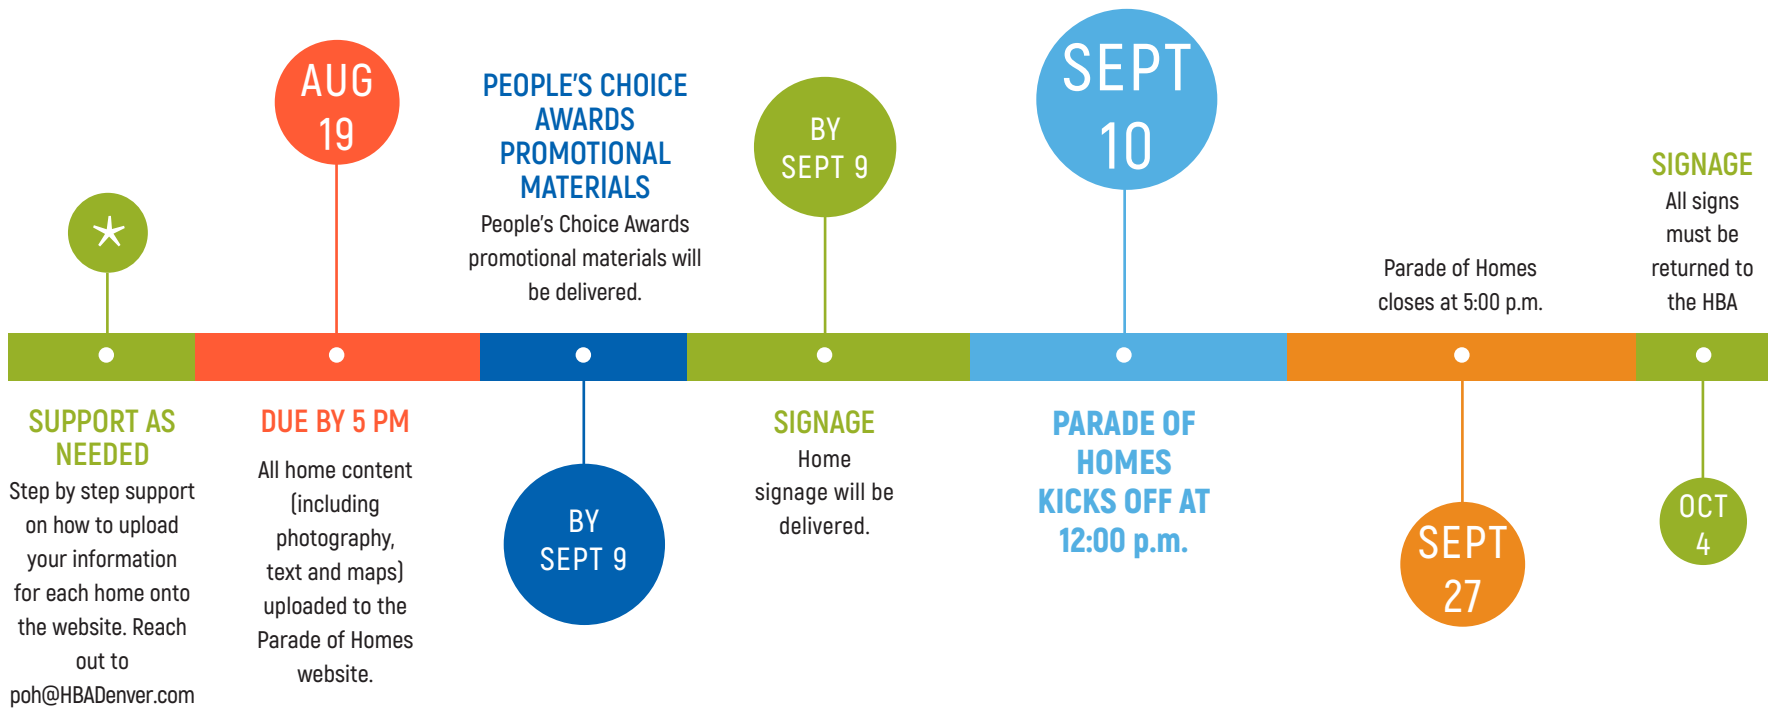 *
SUPPORT AS
NEEDED
Step by step support
on how to upload
your information
for each home onto
the website. Reach
out to
poh@HBADenver.com
AUG
19
DUE BY 5 PM
All home content
(including
photography,
text and maps)
uploaded to the
Parade of Homes
website.
PEOPLE'S CHOICE
AWARDS
PROMOTIONAL
MATERIALS
People's Choice Awards
promotional materials will
be delivered.
BY
SEPT 9
BY
SEPT 9
SIGNAGE
Home
signage will be
delivered.
SEPT
10
PARADE OF
HOMES
KICKS OFF AT
12:00 p.m.
Parade of Homes
closes at 5:00 p.m.
SEPT
27
SIGNAGE
All signs
must be
returned to
the HBA
OCT
4